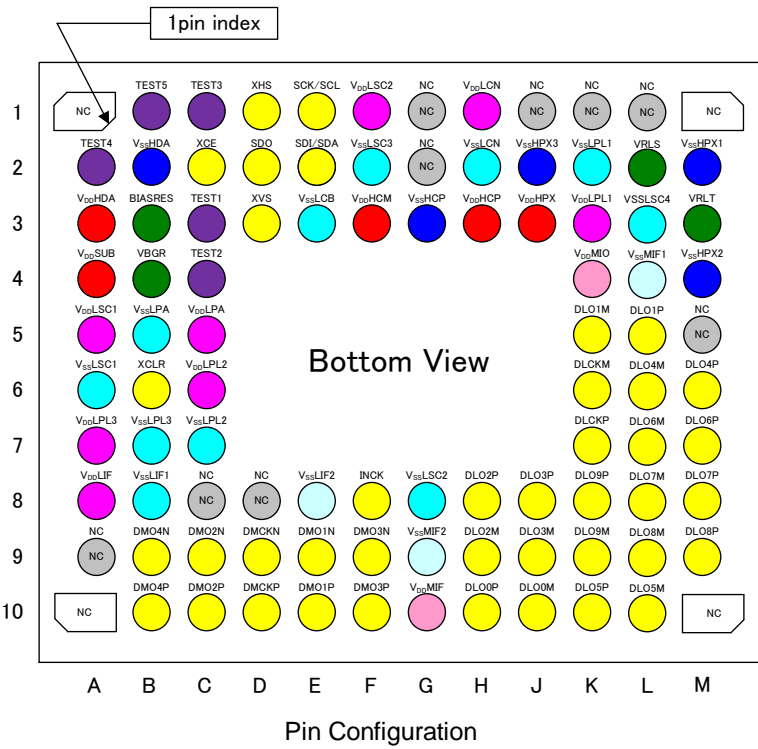 1pin index
TEST5 TEST3 XHS SCK/SCL VDDLSC2 NC VDDLCN NC NC NC
1 NC NC NC NC NC NC
TEST4 VSSHDA XCE SDO SDI/SDA VSSLSC3 NC VSSLCN VSSHPX3 VSSLPL1 VRLS VSSHPX1
2 NC
VDDHDA BIASRES TEST1 XVS VSSLCB VDDHCM VSSHCP VDDHCP VDDHPX VDDLPL1 VSSLSC4 VRLT
3
VDDSUB VBGR TEST2 VDDMIO VSSMIF1 VSSHPX2
4
VDDLSC1 VSSLPA VDDLPA DLO1M DLO1P NC
5 NC
Bottom View
VSSLSC1 XCLR VDDLPL2 DLCKM DLO4M DLO4P
6
VDDLPL3 VSSLPL3 VSSLPL2 DLCKP DLO6M DLO6P
7
VDDLIF VSSLIF1 NC NC VSSLIF2 INCK VSSLSC2 DLO2P DLO3P DLO9P DLO7M DLO7P
8 NC NC
NC DMO4N DMO2N DMCKN DMO1N DMO3N VSSMIF2 DLO2M DLO3M DLO9M DLO8M DLO8P
9 NC
DMO4P DMO2P DMCKP DMO1P DMO3P VDDMIF DLO0P DLO0M DLO5P DLO5M
10 NC NC
A B C D E F G H J K L M
Pin Configuration